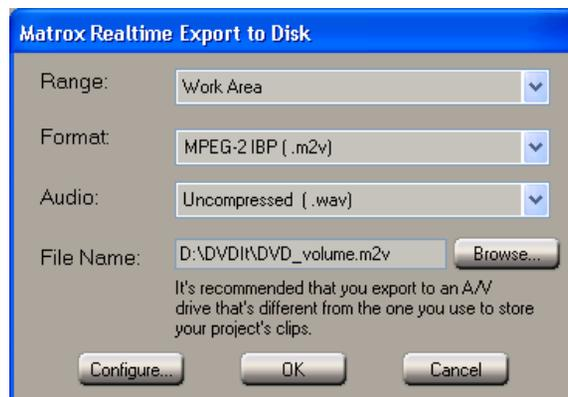 Matrox Realtime Export to Disk
Range: Work Area
Format: MPEG-2 IBP ( .m2v)
Audio: Uncompressed ( .wav)
File Name: D:\DVDIt\DVD_volume.m2v Browse...
It's recommended that you export to an A/V
drive that's different from the one you use to store
your project's clips.
Configure... OK Cancel